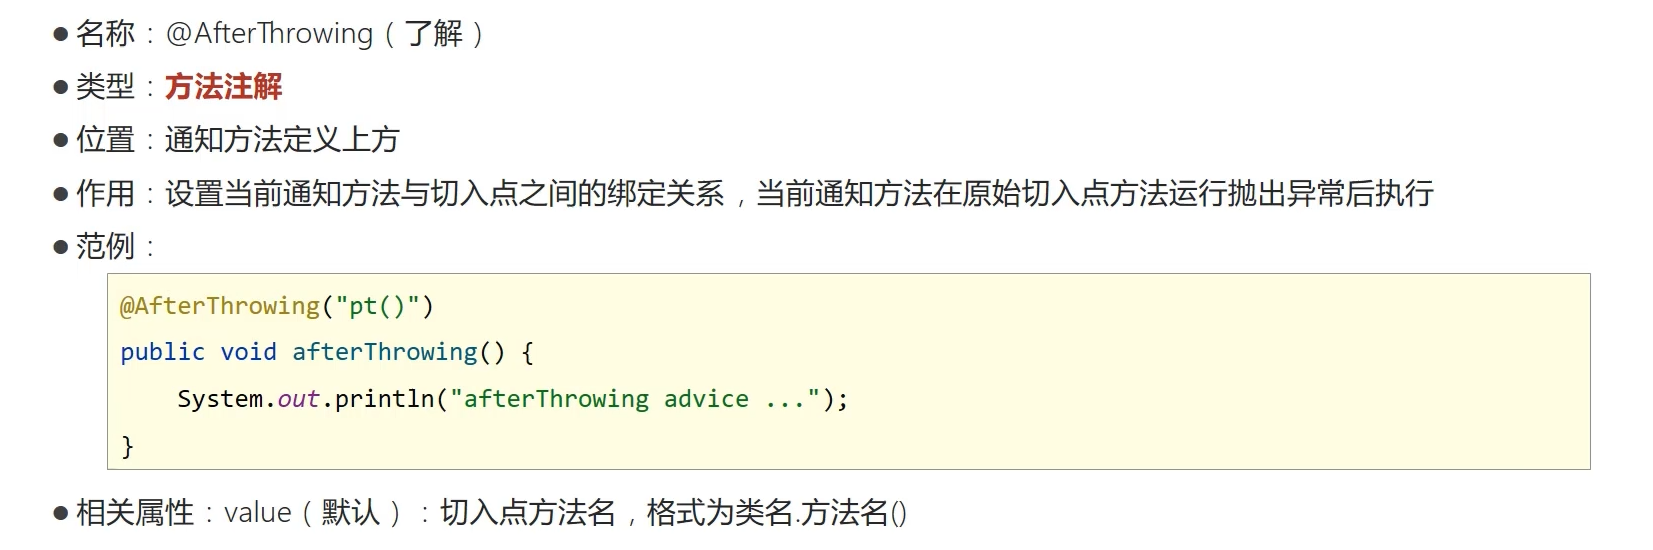 ●名称：@AfterThrowing（了解）
●类型：方法注解
●位置：通知方法定义上方
●作用：设置当前通知方法与切入点之间的绑定关系，当前通知方法在原始切入点方法运行抛出异常后执行
●范例：
@AfterThrowing("pt()")
public void afterThrowing() {
    System.out.println("afterThrowing advice ...");
}
●相关属性：value（默认）：切入点方法名，格式为类名.方法名()